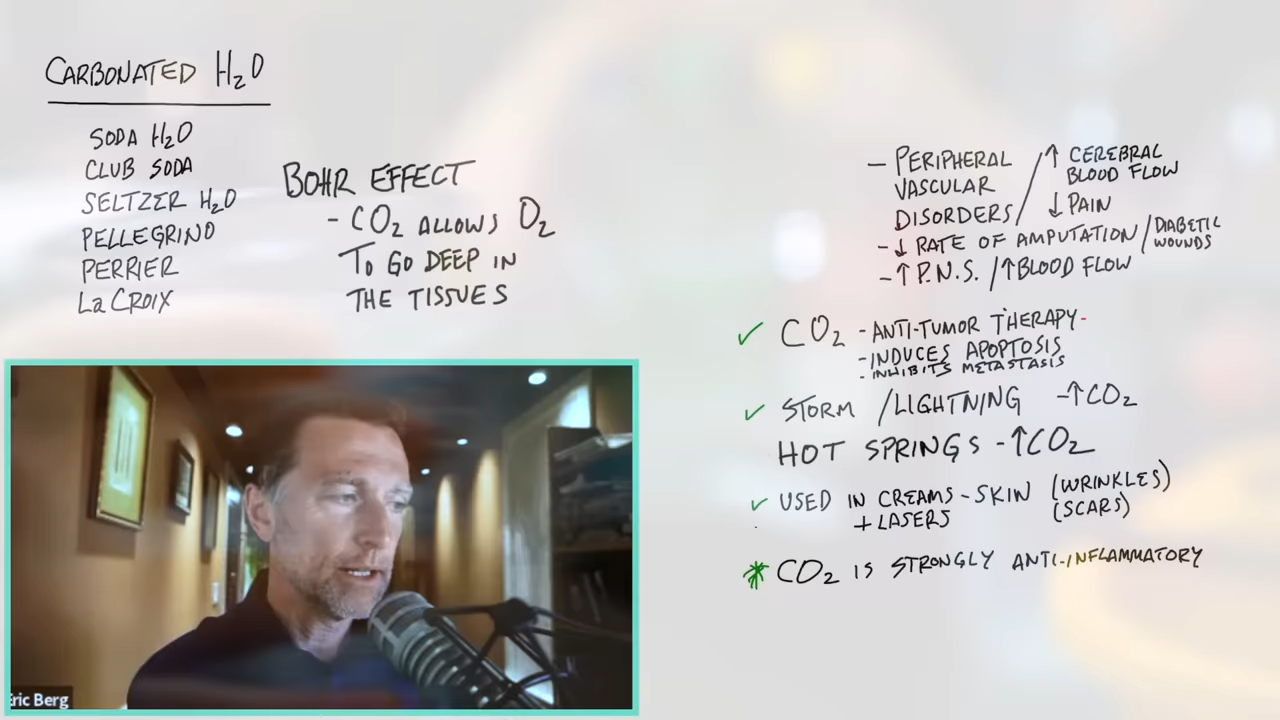 CARBONATED H2O
SODA H2O
CLUB SODA
SELTZER H2O
PELLEGRINO
PERRIER
La CROIX
BOHR EFFECT
- CO2 ALLOWS O2
TO GO DEEP IN
THE TISSUES
- PERIPHERAL
VASCULAR
DISORDERS /
↑ CEREBRAL
BLOOD FLOW
↓ PAIN
- ↓ RATE OF AMPUTATION / DIABETIC
WOUNDS
- ↑ P.N.S. / ↑ BLOOD FLOW
✓ CO2 - ANTI-TUMOR THERAPY-
- INDUCES APOPTOSIS
- INHIBITS METASTASIS
✓ STORM / LIGHTNING - ↑ CO2
HOT SPRINGS - ↑ CO2
✓ USED IN CREAMS - SKIN (WRINKLES)
+ LASERS (SCARS)
* CO2 IS STRONGLY ANTI-INFLAMMATORY
Eric Berg